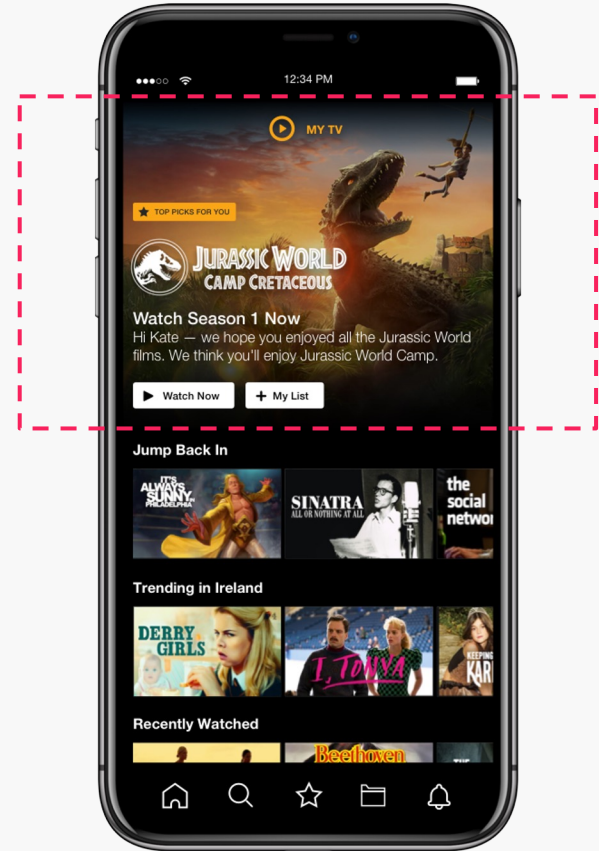 12:34 PM
MY TV
TOP PICKS FOR YOU
JURASSIC WORLD
CAMP CRETACEOUS
Watch Season 1 Now
Hi Kate — we hope you enjoyed all the Jurassic World
films. We think you'll enjoy Jurassic World Camp.
Watch Now
My List
Jump Back In
IT'S
ALWAYS
SUNNY IN
PHILADELPHIA
SINATRA
ALL OR NOTHING AT ALL
the
social
networ
Trending in Ireland
DERRY
GIRLS
I, TONYA
KEEPING
KAR
Recently Watched
Beethoven
THE